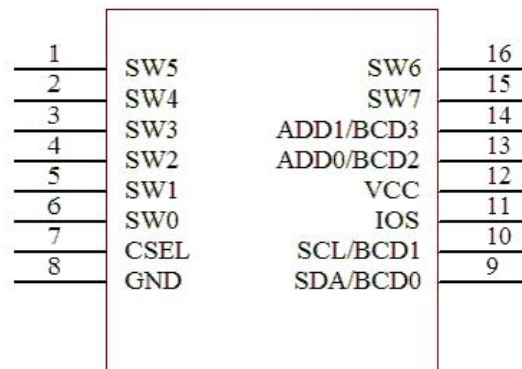 1 SW5 SW6 16
2 SW4 SW7 15
3 SW3 ADD1/BCD3 14
4 SW2 ADD0/BCD2 13
5 SW1 VCC 12
6 SW0 IOS 11
7 CSEL SCL/BCD1 10
8 GND SDA/BCD0 9